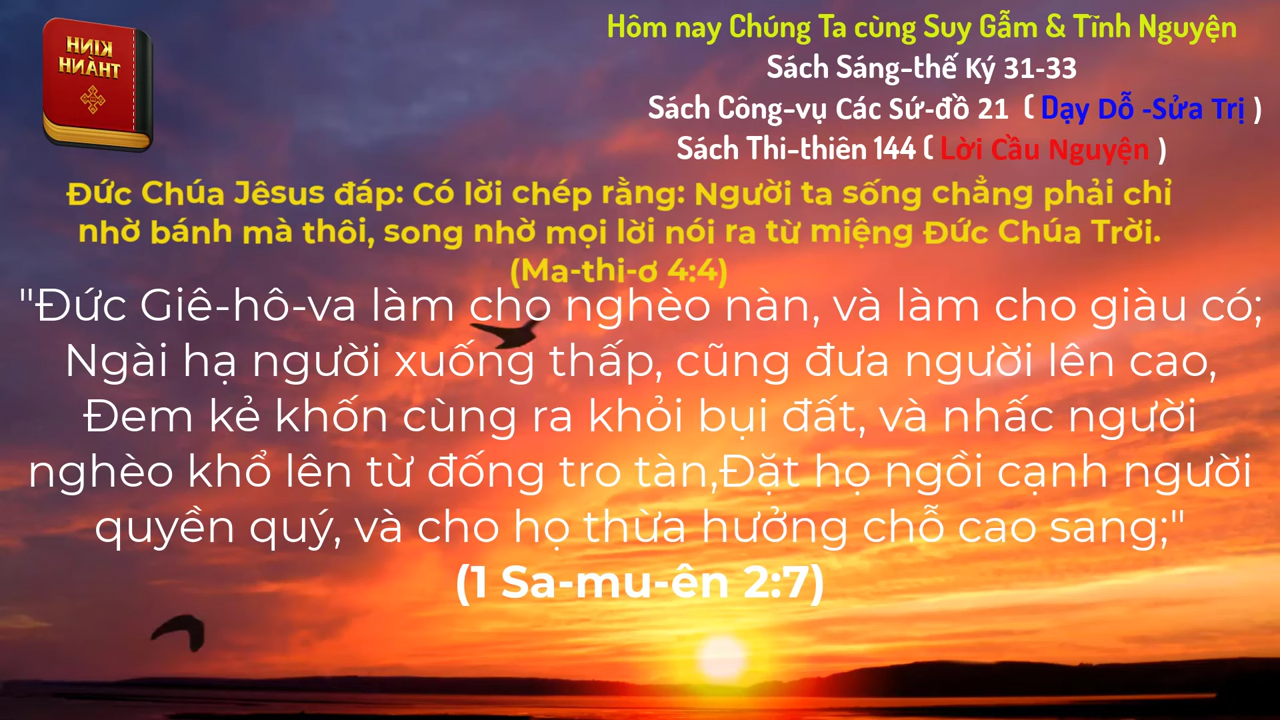 KINH
THÁNH
Hôm nay Chúng Ta cùng Suy Gẫm & Tĩnh Nguyện
Sách Sáng-thế Ký 31-33
Sách Công-vụ Các Sứ-đồ 21 ( Dạy Dỗ -Sửa Trị )
Sách Thi-thiên 144 ( Lời Cầu Nguyện )
Đức Chúa Jêsus đáp: Có lời chép rằng: Người ta sống chẳng phải chỉ
nhờ bánh mà thôi, song nhờ mọi lời nói ra từ miệng Đức Chúa Trời.
(Ma-thi-ơ 4:4)
"Đức Giê-hô-va làm cho nghèo nàn, và làm cho giàu có;
Ngài hạ người xuống thấp, cũng đưa người lên cao,
Đem kẻ khốn cùng ra khỏi bụi đất, và nhấc người
nghèo khổ lên từ đống tro tàn,Đặt họ ngồi cạnh người
quyền quý, và cho họ thừa hưởng chỗ cao sang;"
(1 Sa-mu-ên 2:7)